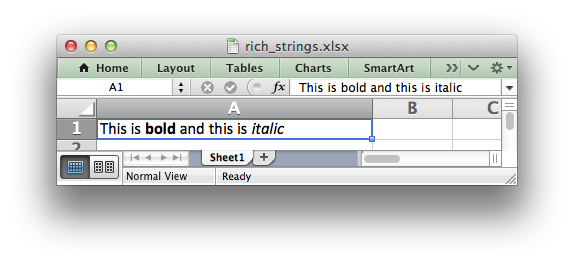 rich_strings.xlsx
Home Layout Tables Charts SmartArt
A1 fx This is bold and this is italic
A B C
1 This is bold and this is italic
2
Sheet1
Normal View Ready